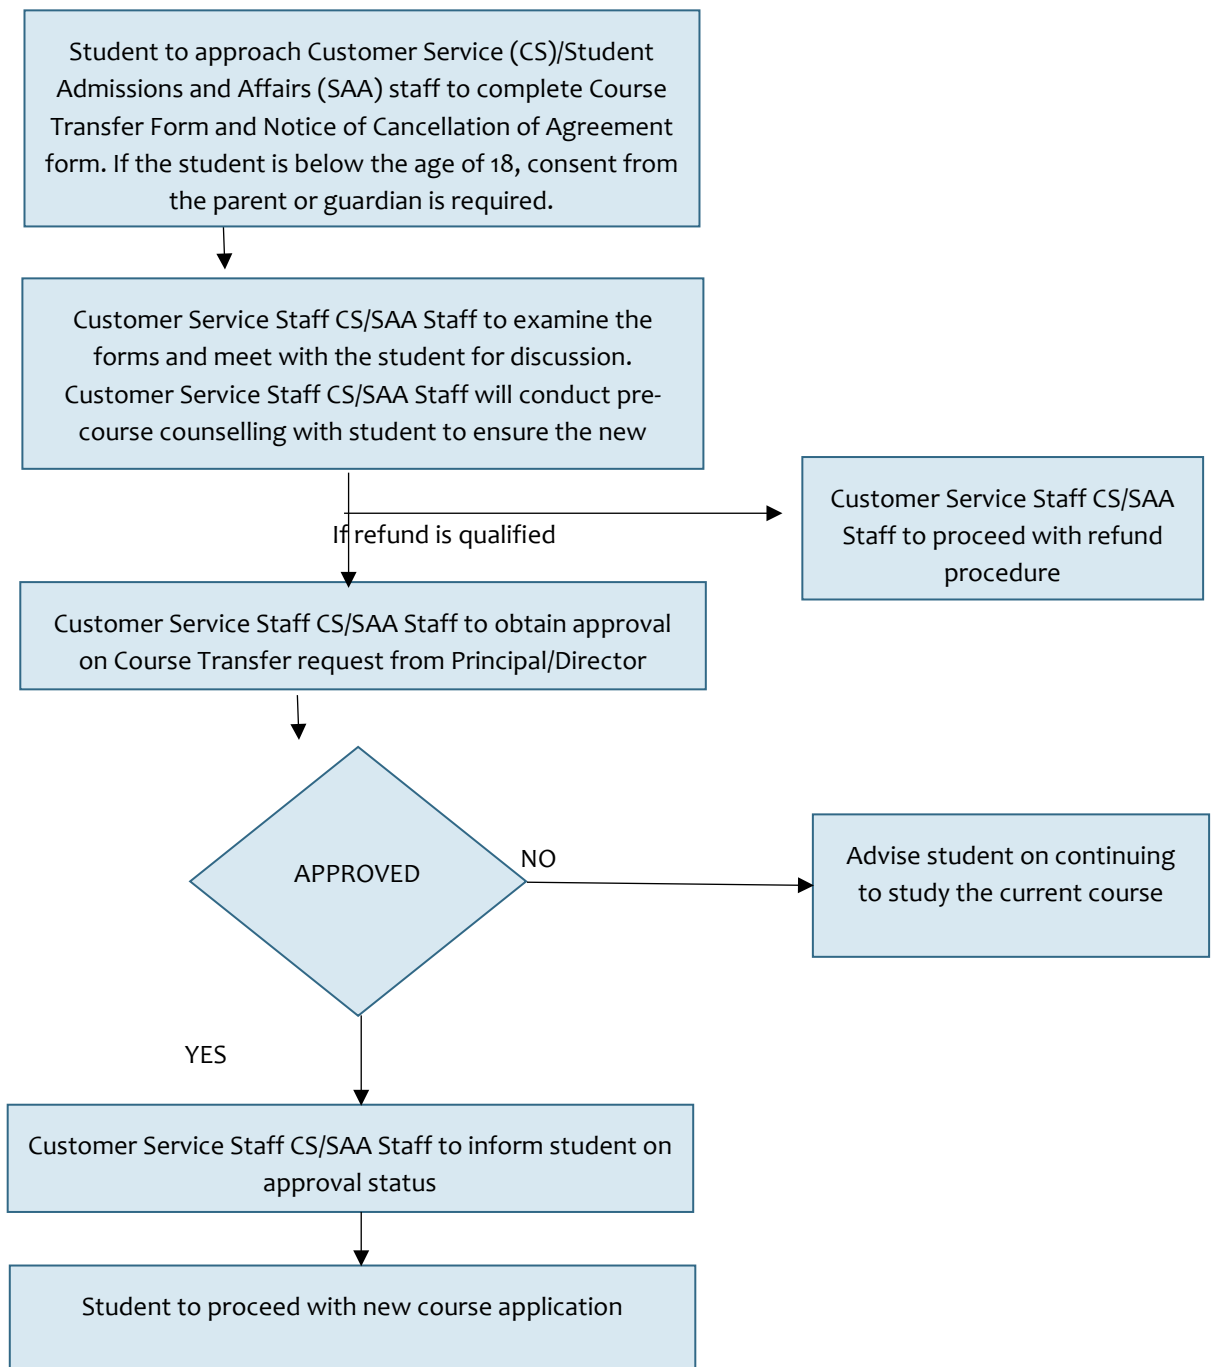 Student to approach Customer Service (CS)/Student
Admissions and Affairs (SAA) staff to complete Course
Transfer Form and Notice of Cancellation of Agreement
form. If the student is below the age of 18, consent from
the parent or guardian is required.
Customer Service Staff CS/SAA Staff to examine the
forms and meet with the student for discussion.
Customer Service Staff CS/SAA Staff will conduct pre-
course counselling with student to ensure the new
If refund is qualified
Customer Service Staff CS/SAA
Staff to proceed with refund
procedure
Customer Service Staff CS/SAA Staff to obtain approval
on Course Transfer request from Principal/Director
APPROVED
NO
Advise student on continuing
to study the current course
YES
Customer Service Staff CS/SAA Staff to inform student on
approval status
Student to proceed with new course application